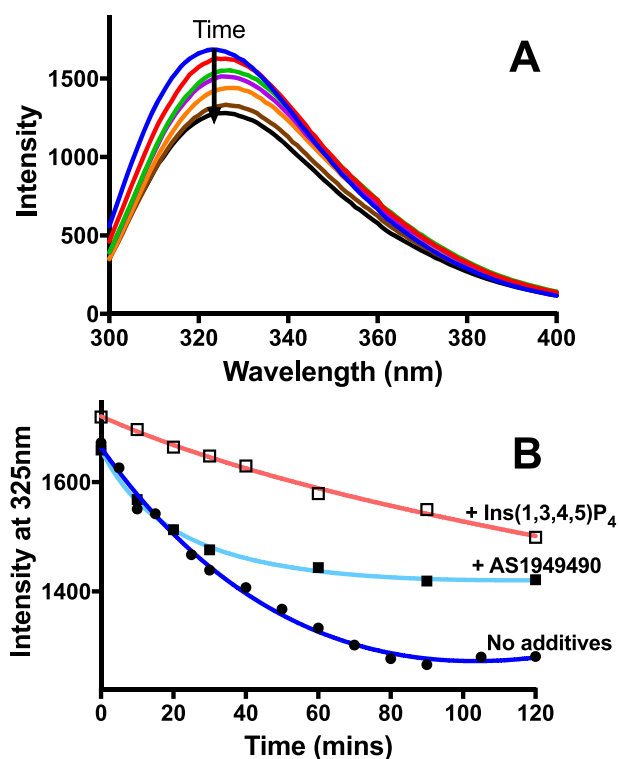 Time
A
1500
1000
500
0
300 320 340 360 380 400
Intensity
Wavelength (nm)
B
1600
1400
+ Ins(1,3,4,5)P₄
+ AS1949490
No additives
0 20 40 60 80 100 120
Intensity at 325nm
Time (mins)